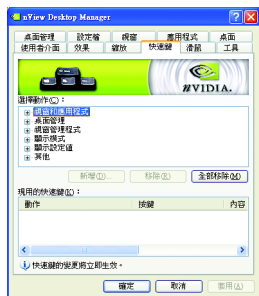 nView Desktop Manager
桌面管理 設定檔 視窗 應用程式 桌面
使用者介面 效果 縮放 快速鍵 滑鼠 工具
nVIDIA.
選擇動作(C)：
視窗和應用程式
桌面管理
視窗管理程式
顯示模式
顯示設定值
其他
新增(D)... 移除(R) 全部移除(M)
現用的快速鍵(E)：
動作 按鍵 內容
快速鍵的變更將立即生效。
確定 取消 套用(A)